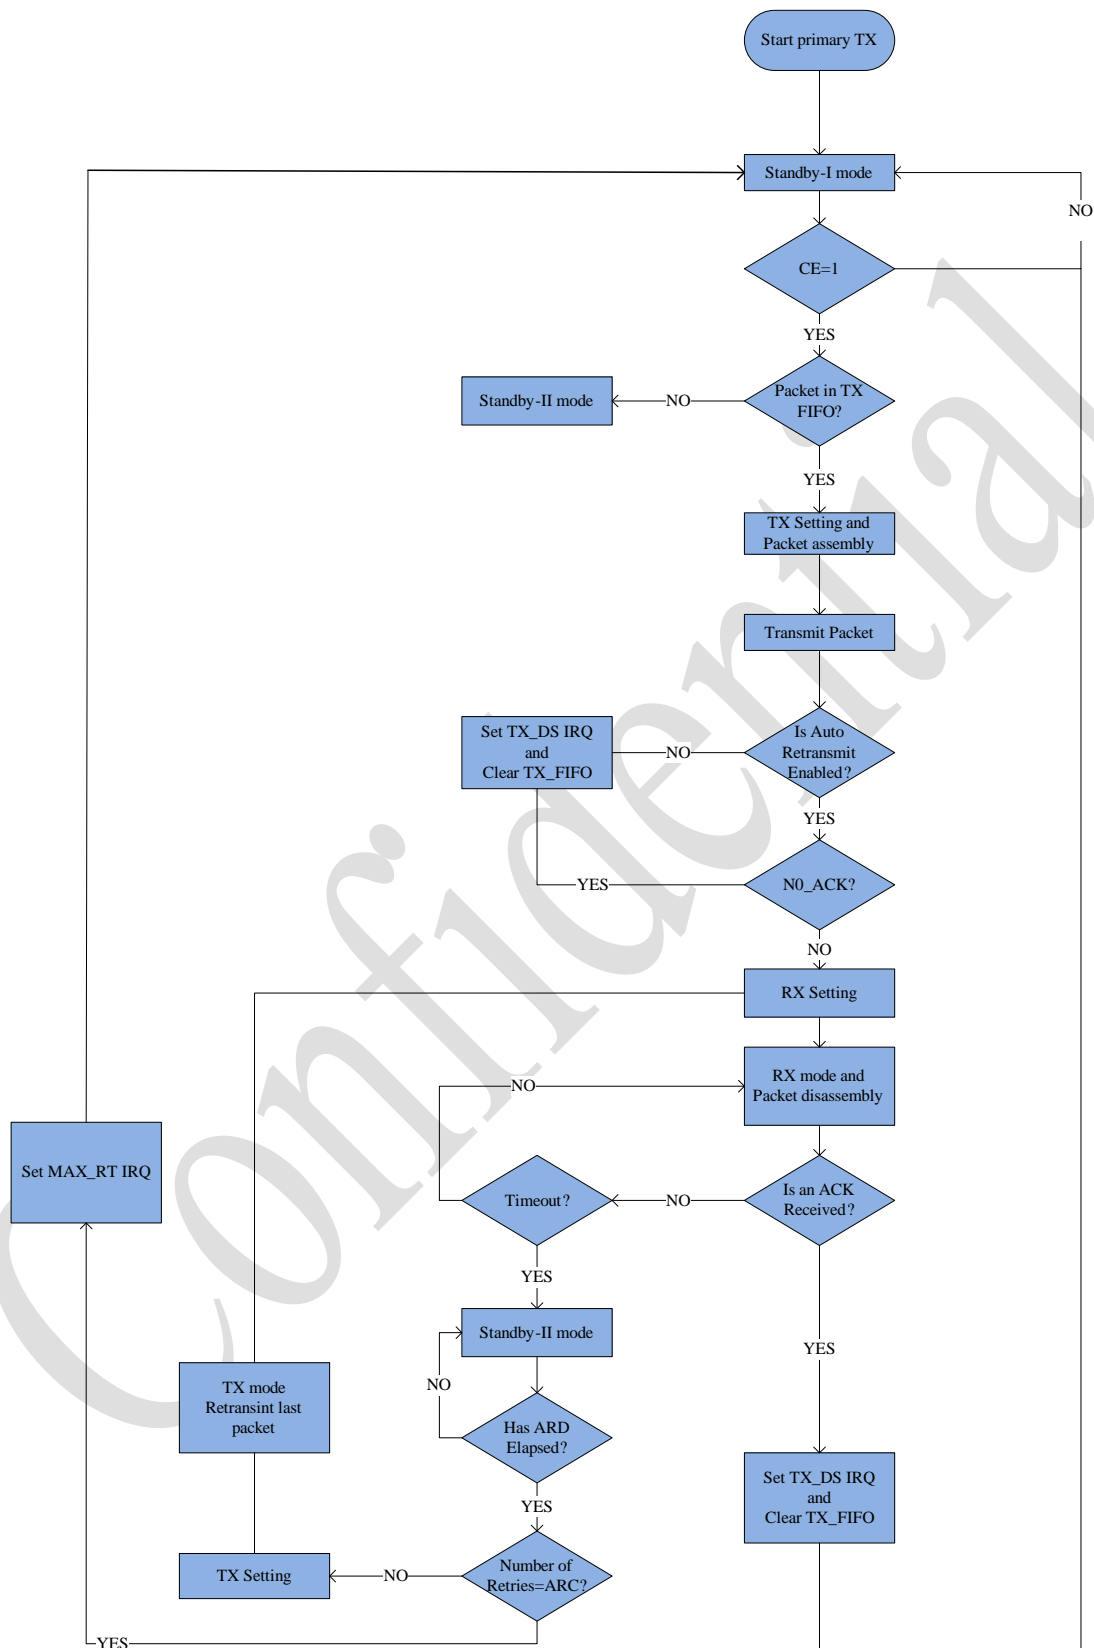 Start primary TX
Standby-I mode
NO
CE=1
YES
Packet in TX
FIFO?
NO
Standby-II mode
YES
TX Setting and
Packet assembly
Transmit Packet
Is Auto
Retransmit
Enabled?
NO
Set TX_DS IRQ
and
Clear TX_FIFO
YES
N0_ACK?
YES
NO
RX Setting
RX mode and
Packet disassembly
NO
Set MAX_RT IRQ
Is an ACK
Received?
NO
Timeout?
YES
Standby-II mode
YES
NO
TX mode
Retransint last
packet
Has ARD
Elapsed?
YES
Set TX_DS IRQ
and
Clear TX_FIFO
Number of
Retries=ARC?
NO
TX Setting
YES
Confidential